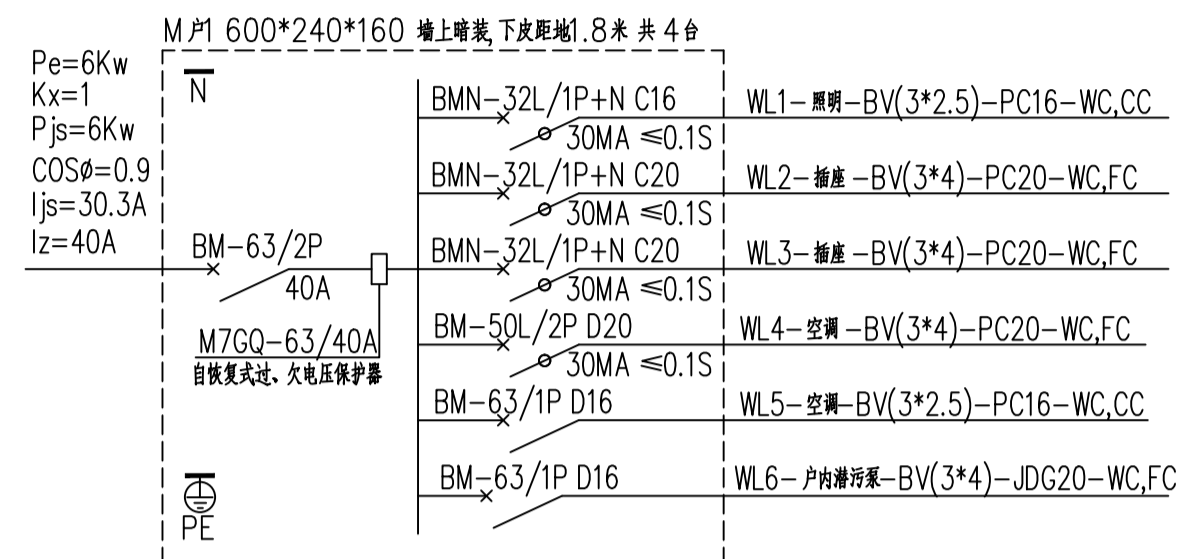 M户1 600*240*160 墙上暗装,下皮距地1.8米 共4台
Pe=6Kw
Kx=1
Pjs=6Kw
COSø=0.9
Ijs=30.3A
Iz=40A
N
BM-63/2P
40A
M7GQ-63/40A
自恢复式过、欠电压保护器
PE
BMN-32L/1P+N C16
30MA ≤0.1S
WL1-照明-BV(3*2.5)-PC16-WC,CC
BMN-32L/1P+N C20
30MA ≤0.1S
WL2-插座-BV(3*4)-PC20-WC,FC
BMN-32L/1P+N C20
30MA ≤0.1S
WL3-插座-BV(3*4)-PC20-WC,FC
BM-50L/2P D20
30MA ≤0.1S
WL4-空调-BV(3*4)-PC20-WC,FC
BM-63/1P D16
WL5-空调-BV(3*2.5)-PC16-WC,CC
BM-63/1P D16
WL6-户内潜污泵-BV(3*4)-JDG20-WC,FC